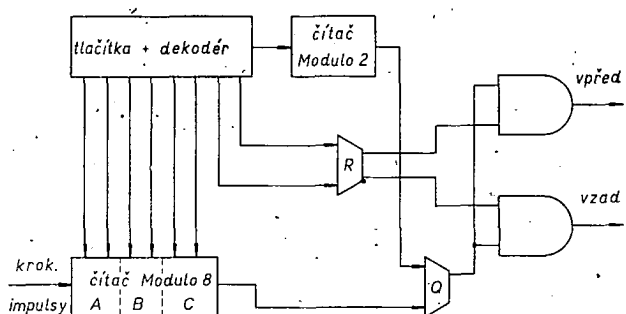 tlačítka + dekodér
čítač
Modulo 2
vpřed
R
vzad
krok.
impulsy
čítač Modulo 8
A B C
Q